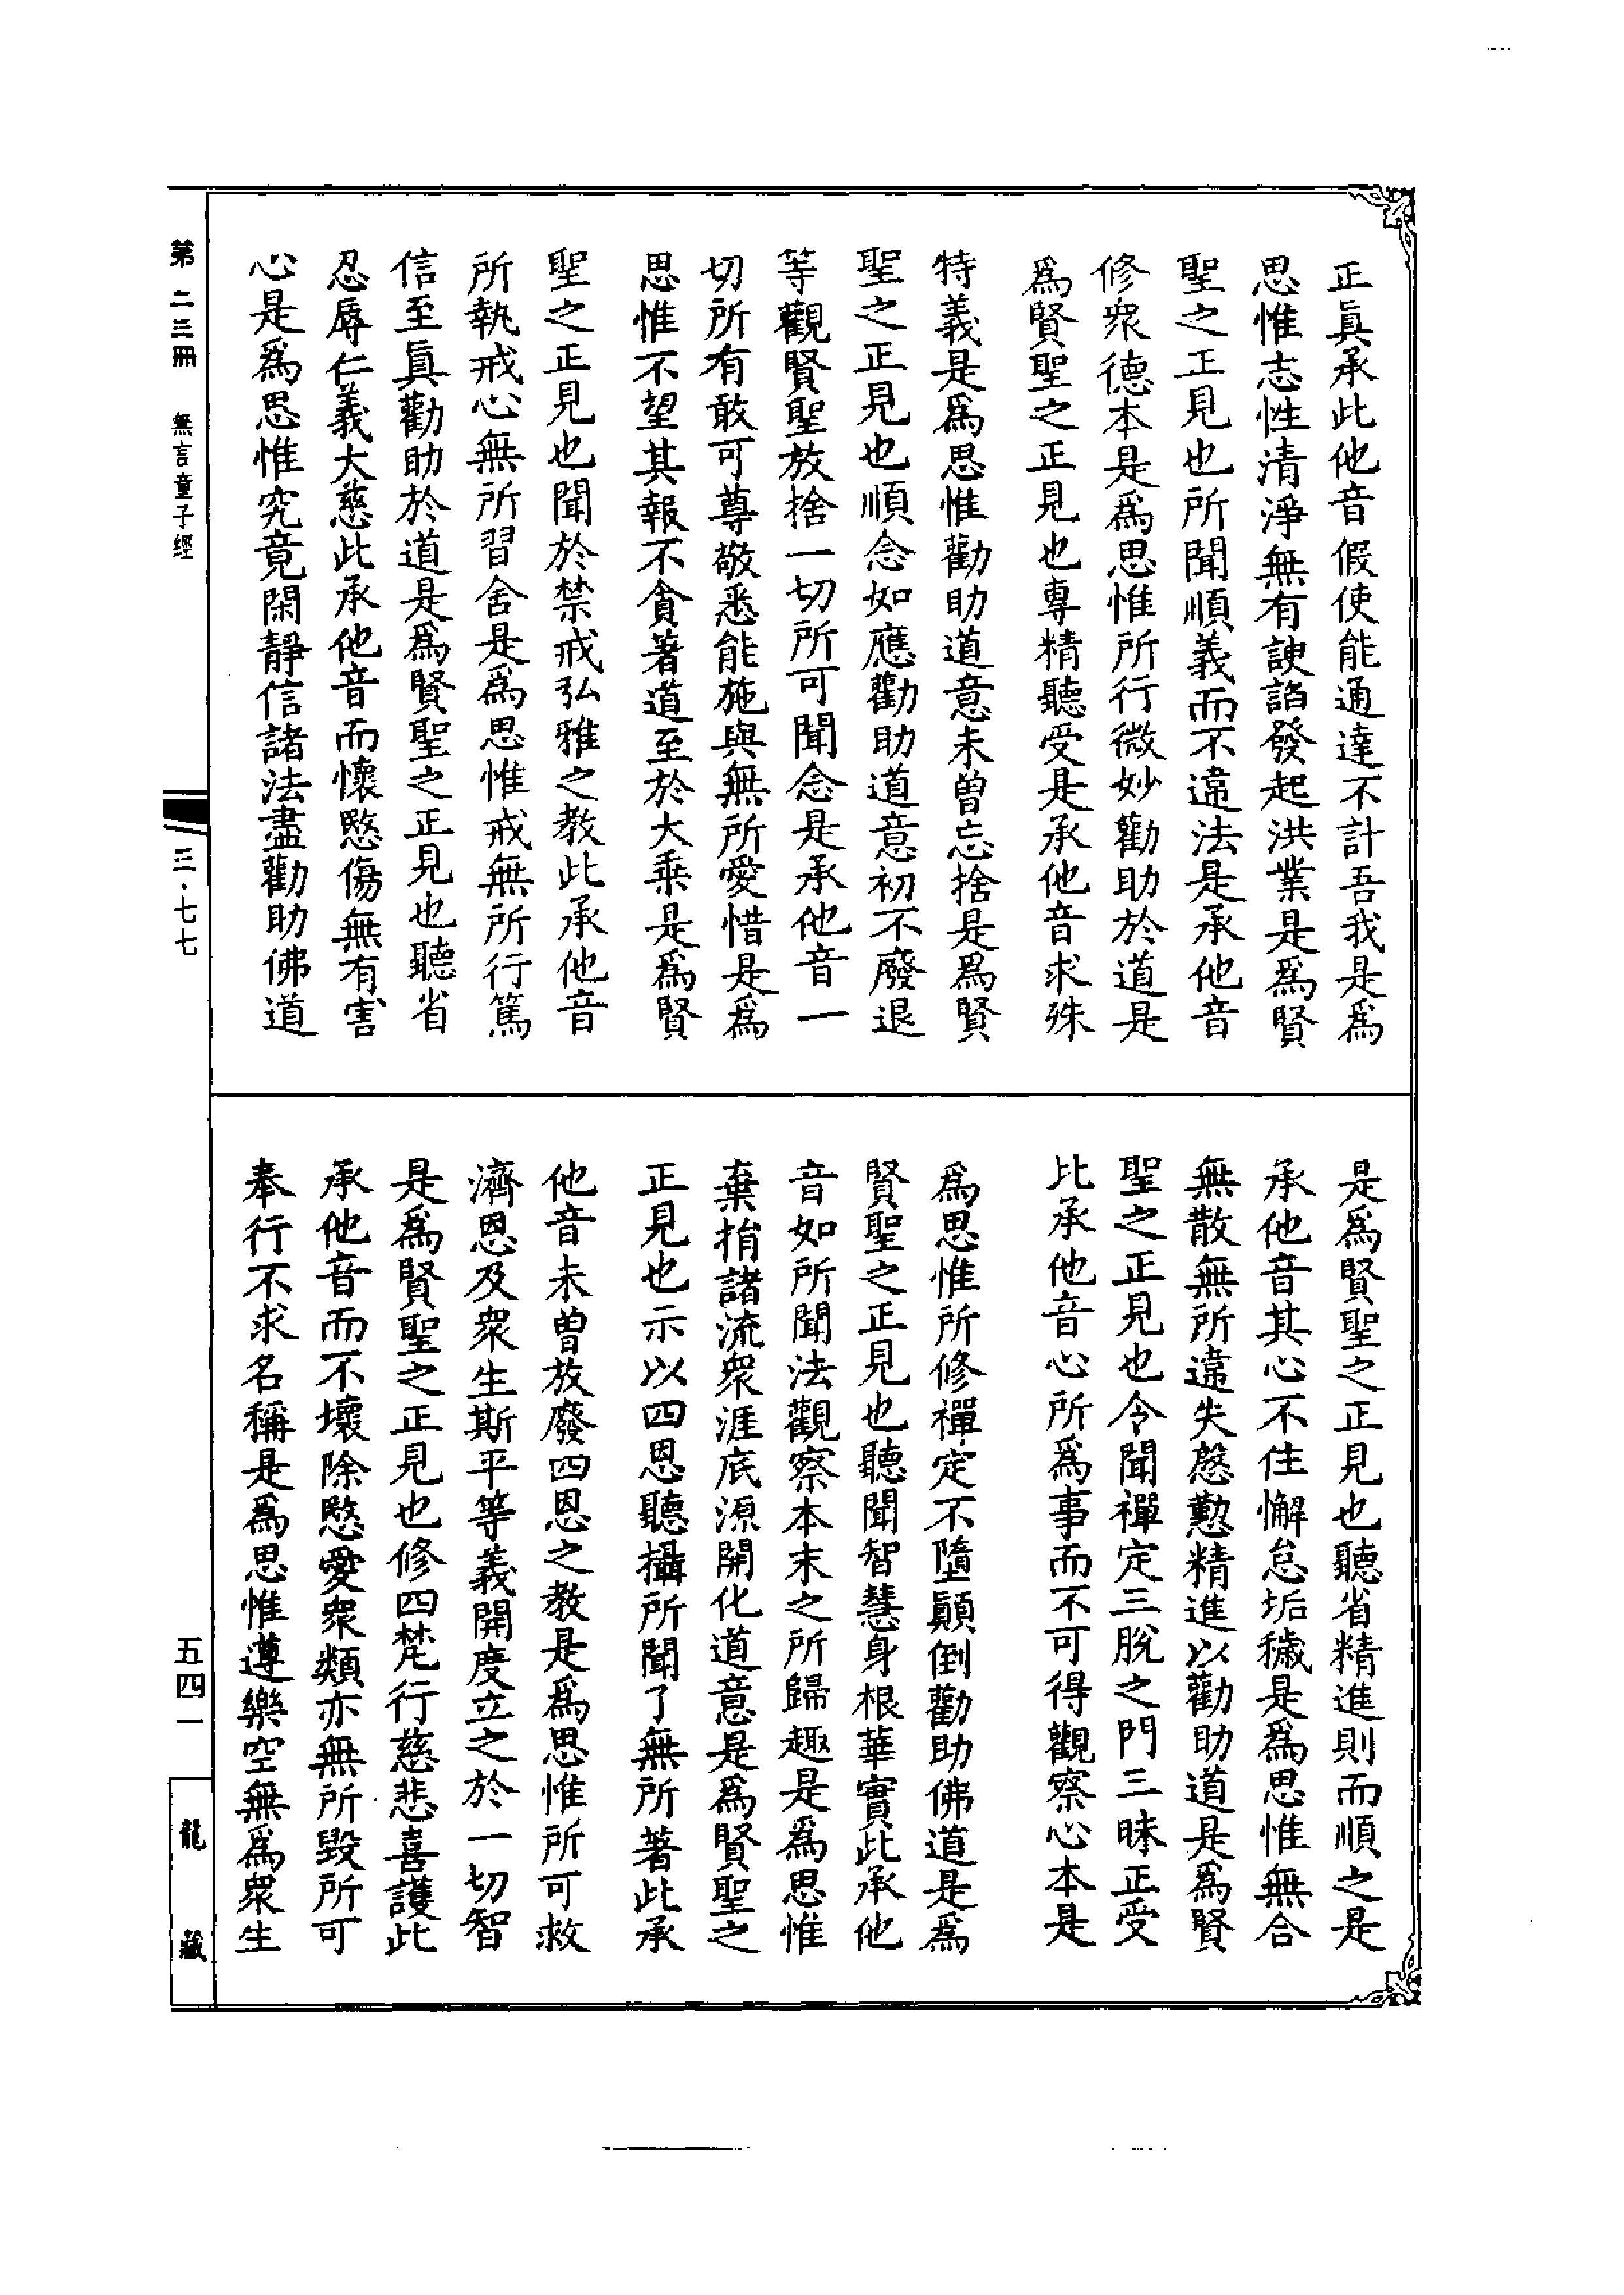 正眞承此他音假使能通達不計吾我是爲
思惟志性清淨無有諛諂發起洪業是爲賢
聖之正見也所聞順義而不違法是承他音
修衆德本是爲思惟所行微妙勸助於道是
爲賢聖之正見也專精聽受是承他音求殊
特義是爲思惟勸助道意未曾忘捨是爲賢
聖之正見也順念如應勸助道意初不廢退
等觀賢聖放捨一切所可聞念是承他音一
切所有敢可尊敬悉能施與無所愛惜是爲
思惟不望其報不貪著道至於大乘是爲賢
聖之正見也聞於禁戒弘雅之教此承他音
所執戒心無所習舍是爲思惟戒無所行篤
信至眞勸助於道是爲賢聖之正見也聽省
忍辱仁義大慈此承他音而懷愍傷無有害
心是爲思惟究竟閑靜信諸法盡勸助佛道
是爲賢聖之正見也聽省精進則而順之是
承他音其心不住懈怠垢穢是爲思惟無合
無散無所違失慇懃精進以勸助道是爲賢
聖之正見也令聞禪定三脫之門三昧正受
比承他音心所爲事而不可得觀察心本是
爲思惟所修禪定不墮顚倒勸助佛道是爲
賢聖之正見也聽聞智慧身根華實此承他
音如所聞法觀察本末之所歸趣是爲思惟
棄捐諸流衆涯底源開化道意是爲賢聖之
正見也示以四恩聽攝所聞了無所著此承
他音未曾放廢四恩之教是爲思惟所可救
濟恩及衆生斯平等義開度立之於一切智
是爲賢聖之正見也修四梵行慈悲喜護此
承他音而不壞除愍愛衆類亦無所毀所可
奉行不求名稱是爲思惟遵樂空無爲衆生
第二三冊 無言童子經
三·七七
五四一
龍藏